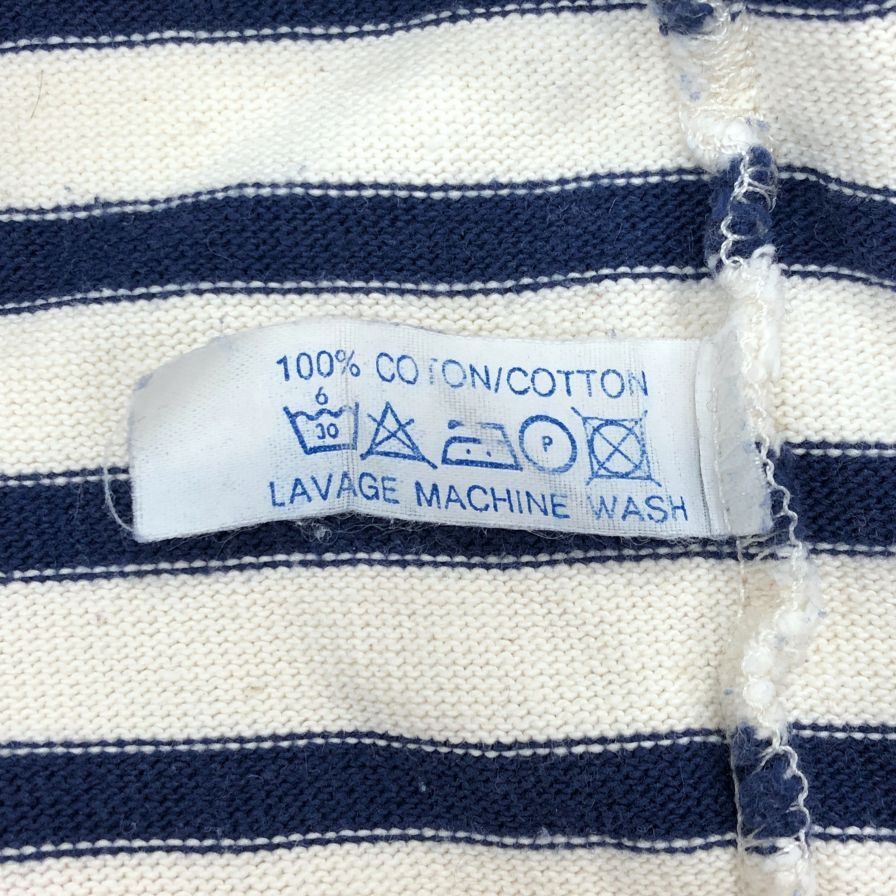 100% COTON/COTTON
6
30
P
LAVAGE MACHINE WASH